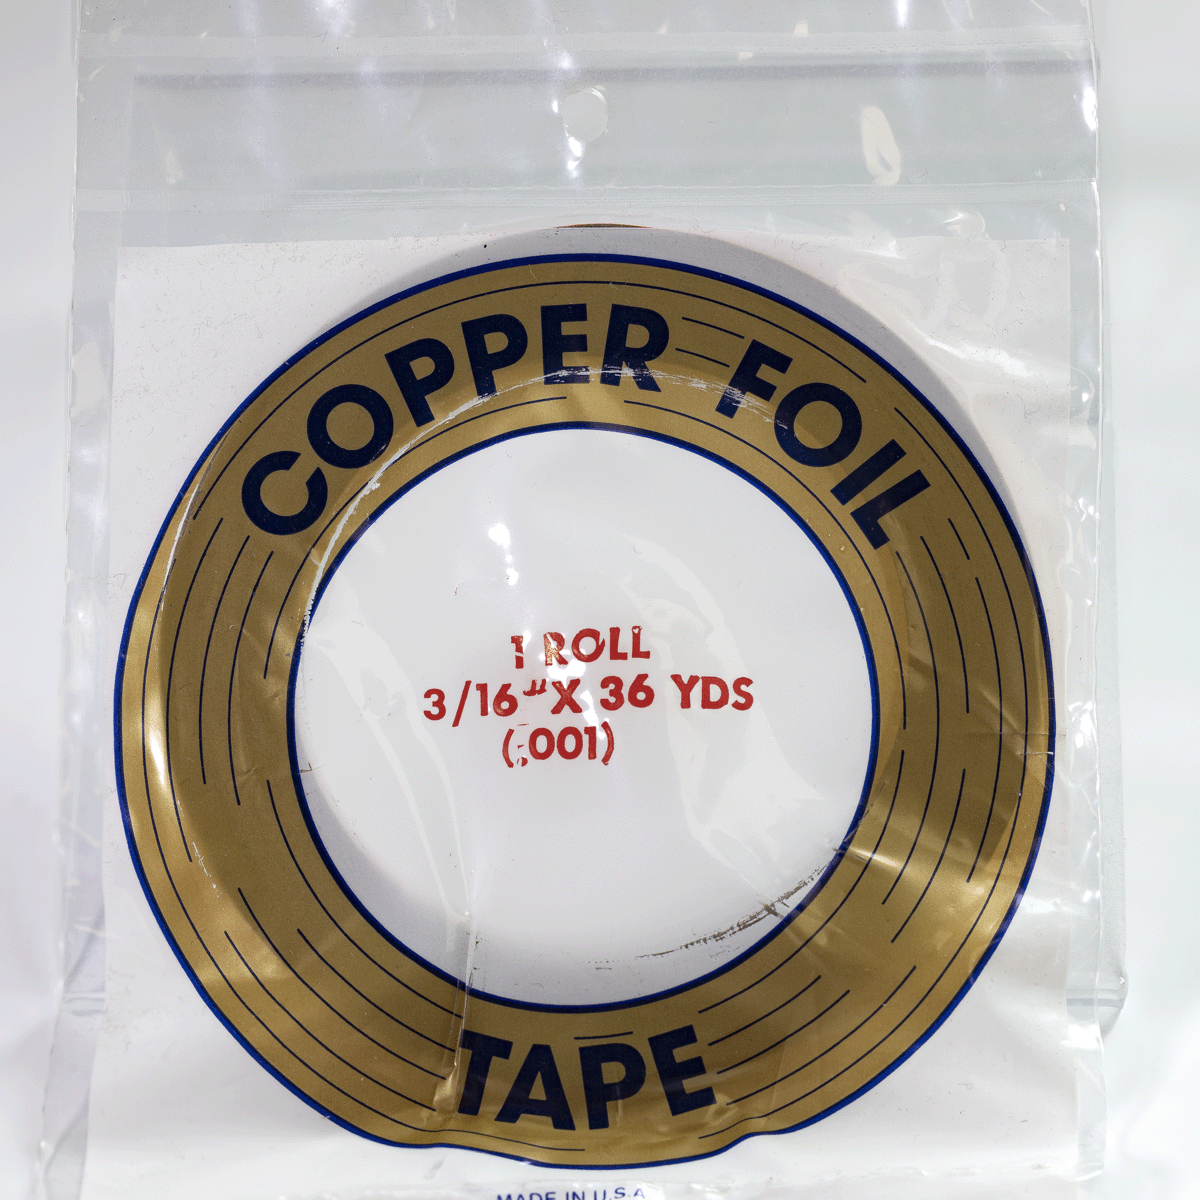 COPPER FOIL
1 ROLL
3/16" X 36 YDS
(.001)
TAPE
MADE IN U.S.A